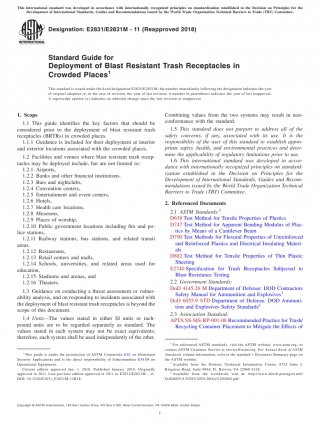 This international standard was developed in accordance with internationally recognized principles on standardization established in the Decision on Principles for the
Development of International Standards, Guides and Recommendations issued by the World Trade Organization Technical Barriers to Trade (TBT) Committee.
Designation: E2831/E2831M − 11 (Reapproved 2018)
Standard Guide for
Deployment of Blast Resistant Trash Receptacles in
Crowded Places1
This standard is issued under the fixed designation E2831/E2831M; the number immediately following the designation indicates the year
of original adoption or, in the case of revision, the year of last revision. A number in parentheses indicates the year of last reapproval.
A superscript epsilon (ε) indicates an editorial change since the last revision or reapproval.
1. Scope
1.1 This guide identifies the key factors that should be
considered prior to the deployment of blast resistant trash
receptacles (BRTRs) in crowded places.
1.1.1 Guidance is included for their deployment at interior
and exterior locations associated with the crowded places.
1.2 Facilities and venues where blast resistant trash recep-
tacles may be deployed include, but are not limited to:
1.2.1 Airports,
1.2.2 Banks and other financial institutions,
1.2.3 Bars and nightclubs,
1.2.4 Convention centers,
1.2.5 Entertainment and event centers,
1.2.6 Hotels,
1.2.7 Health care locations,
1.2.8 Museums,
1.2.9 Places of worship,
1.2.10 Public government locations including fire and po-
lice stations,
1.2.11 Railway stations, bus stations, and related transit
areas,
1.2.12 Restaurants,
1.2.13 Retail centers and malls,
1.2.14 Schools, universities, and related areas used for
education,
1.2.15 Stadiums and arenas, and
1.2.16 Theaters.
1.3 Guidance on conducting a threat assessment or vulner-
ability analysis, and on responding to incidents associated with
the deployment of blast resistant trash receptacles is beyond the
scope of this document.
1.4 Units—The values stated in either SI units or inch-
pound units are to be regarded separately as standard. The
values stated in each system may not be exact equivalents;
therefore, each system shall be used independently of the other.
Combining values from the two systems may result in non-
conformance with the standard.
1.5 This standard does not purport to address all of the
safety concerns, if any, associated with its use. It is the
responsibility of the user of this standard to establish appro-
priate safety, health, and environmental practices and deter-
mine the applicability of regulatory limitations prior to use.
1.6 This international standard was developed in accor-
dance with internationally recognized principles on standard-
ization established in the Decision on Principles for the
Development of International Standards, Guides and Recom-
mendations issued by the World Trade Organization Technical
Barriers to Trade (TBT) Committee.
2. Referenced Documents
2.1 ASTM Standards:2
D638 Test Method for Tensile Properties of Plastics
D747 Test Method for Apparent Bending Modulus of Plas-
tics by Means of a Cantilever Beam
D790 Test Methods for Flexural Properties of Unreinforced
and Reinforced Plastics and Electrical Insulating Materi-
als
D882 Test Method for Tensile Properties of Thin Plastic
Sheeting
E2740 Specification for Trash Receptacles Subjected to
Blast Resistance Testing
2.2 Government Standards:
DoD 4145.26 M Department of Defense: DOD Contractors
Safety Manual for Ammunition and Explosives3
DoD 6055.9 STD Department of Defense: DOD Ammuni-
tion and Explosives Safety Standards4
2.3 Association Standard:
APTA SS-SIS-RP-001-08 Recommended Practice for Trash/
Recycling Container Placement to Mitigate the Effects of
1 This guide is under the jurisdiction of ASTM Committee E54 on Homeland
Security Applications and is the direct responsibility of Subcommittee E54.08 on
Operational Equipment.
Current edition approved Jan. 1, 2018. Published January 2018. Originally
approved in 2011. Last previous edition approved in 2011 as E2831/E2831M – 11.
2 For referenced ASTM standards, visit the ASTM website, www.astm.org, or
contact ASTM Customer Service at service@astm.org. For Annual Book of ASTM
Standards volume information, refer to the standard's Document Summary page on
the ASTM website.
3 Available from the Defense Technical Information Center, 8725 John J.
Kingman Road, Suite 0944, Ft. Belvoir, VA 22060-6218.
4 Available from the worldwide web at
Copyright © ASTM International, 100 Barr Harbor Drive, PO Box C700, West Conshohocken, PA 19428-2959. United States
1